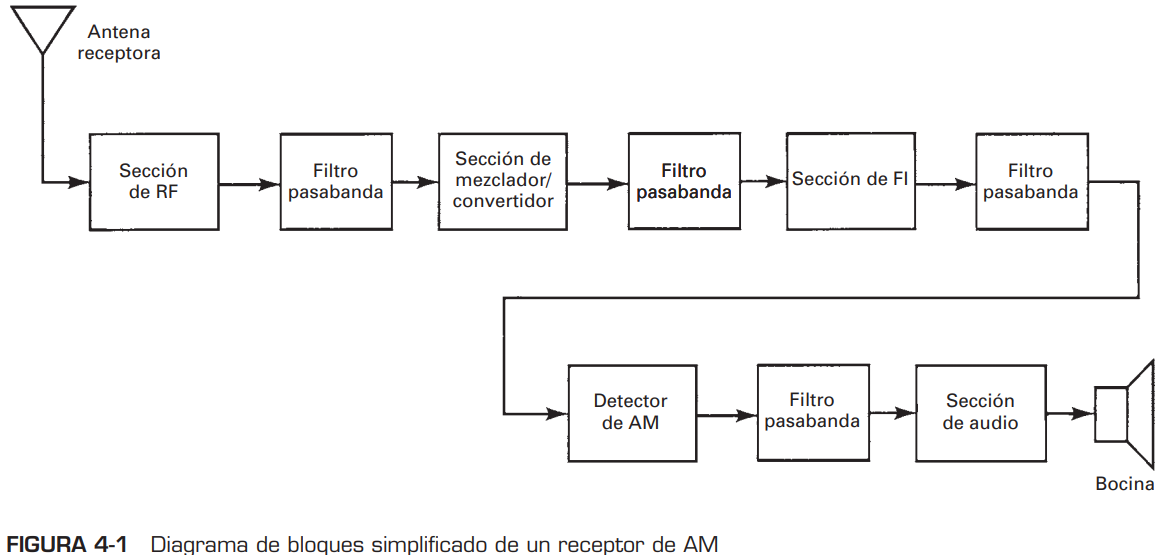 Antena
receptora
Sección
de RF
Filtro
pasabanda
Sección de
mezclador/
convertidor
Filtro
pasabanda
Sección de FI
Filtro
pasabanda
Detector
de AM
Filtro
pasabanda
Sección
de audio
Bocina
FIGURA 4-1 Diagrama de bloques simplificado de un receptor de AM